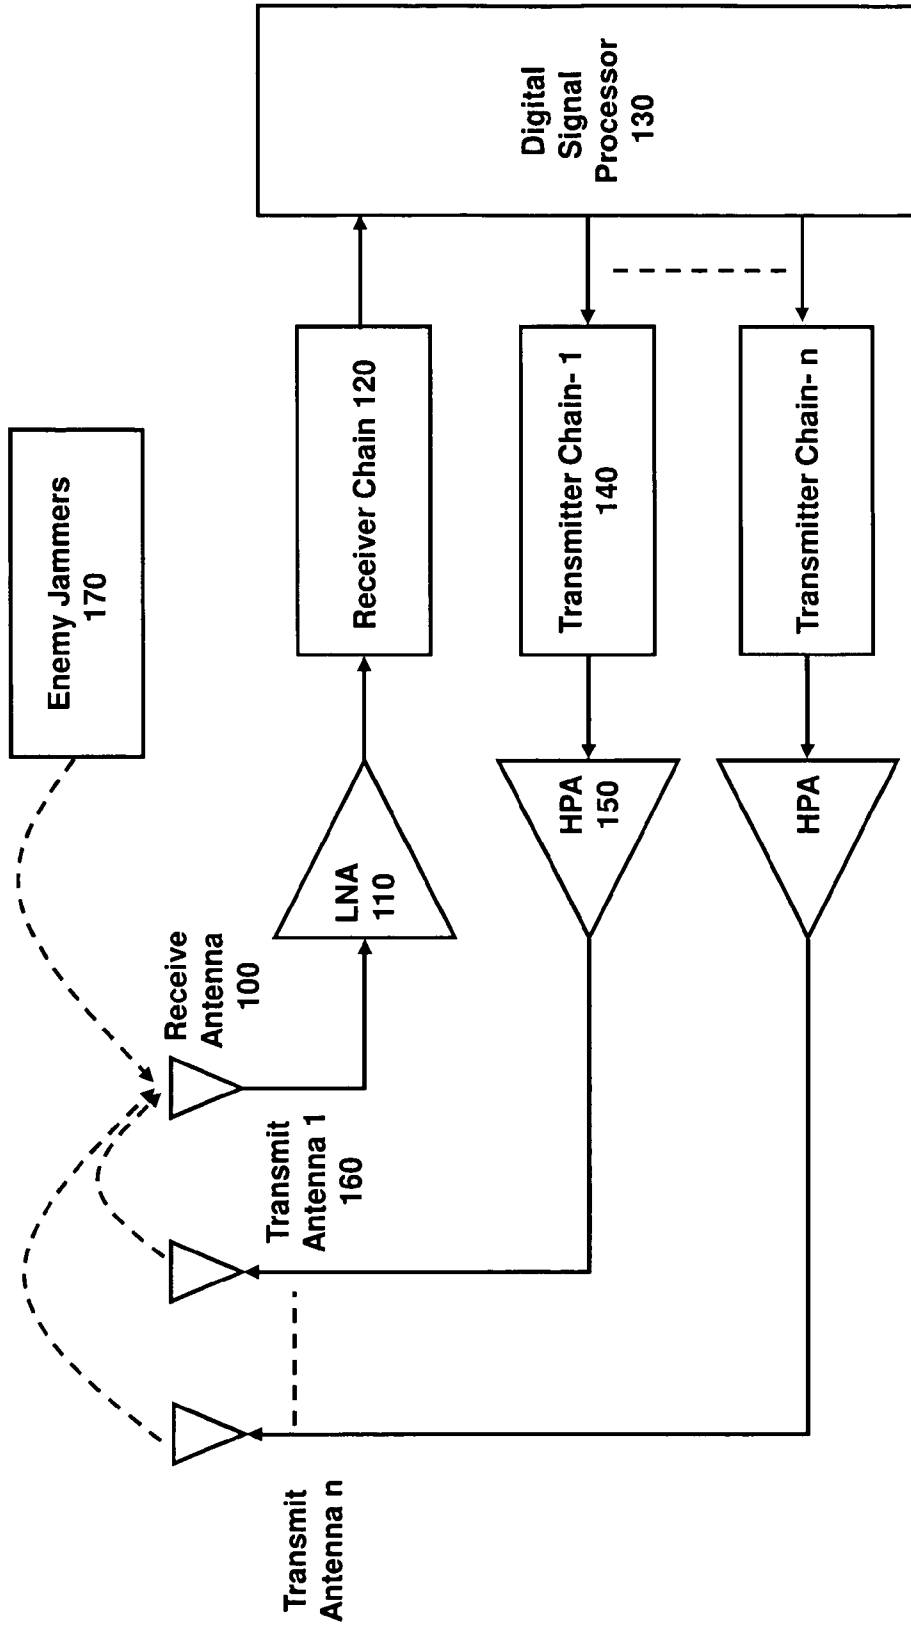 Enemy Jammers
170
Receive
Antenna
100
Transmit
Antenna 1
160
Transmit
Antenna n
LNA
110
Receiver Chain 120
Digital
Signal
Processor
130
HPA
150
Transmitter Chain- 1
140
HPA
Transmitter Chain- n